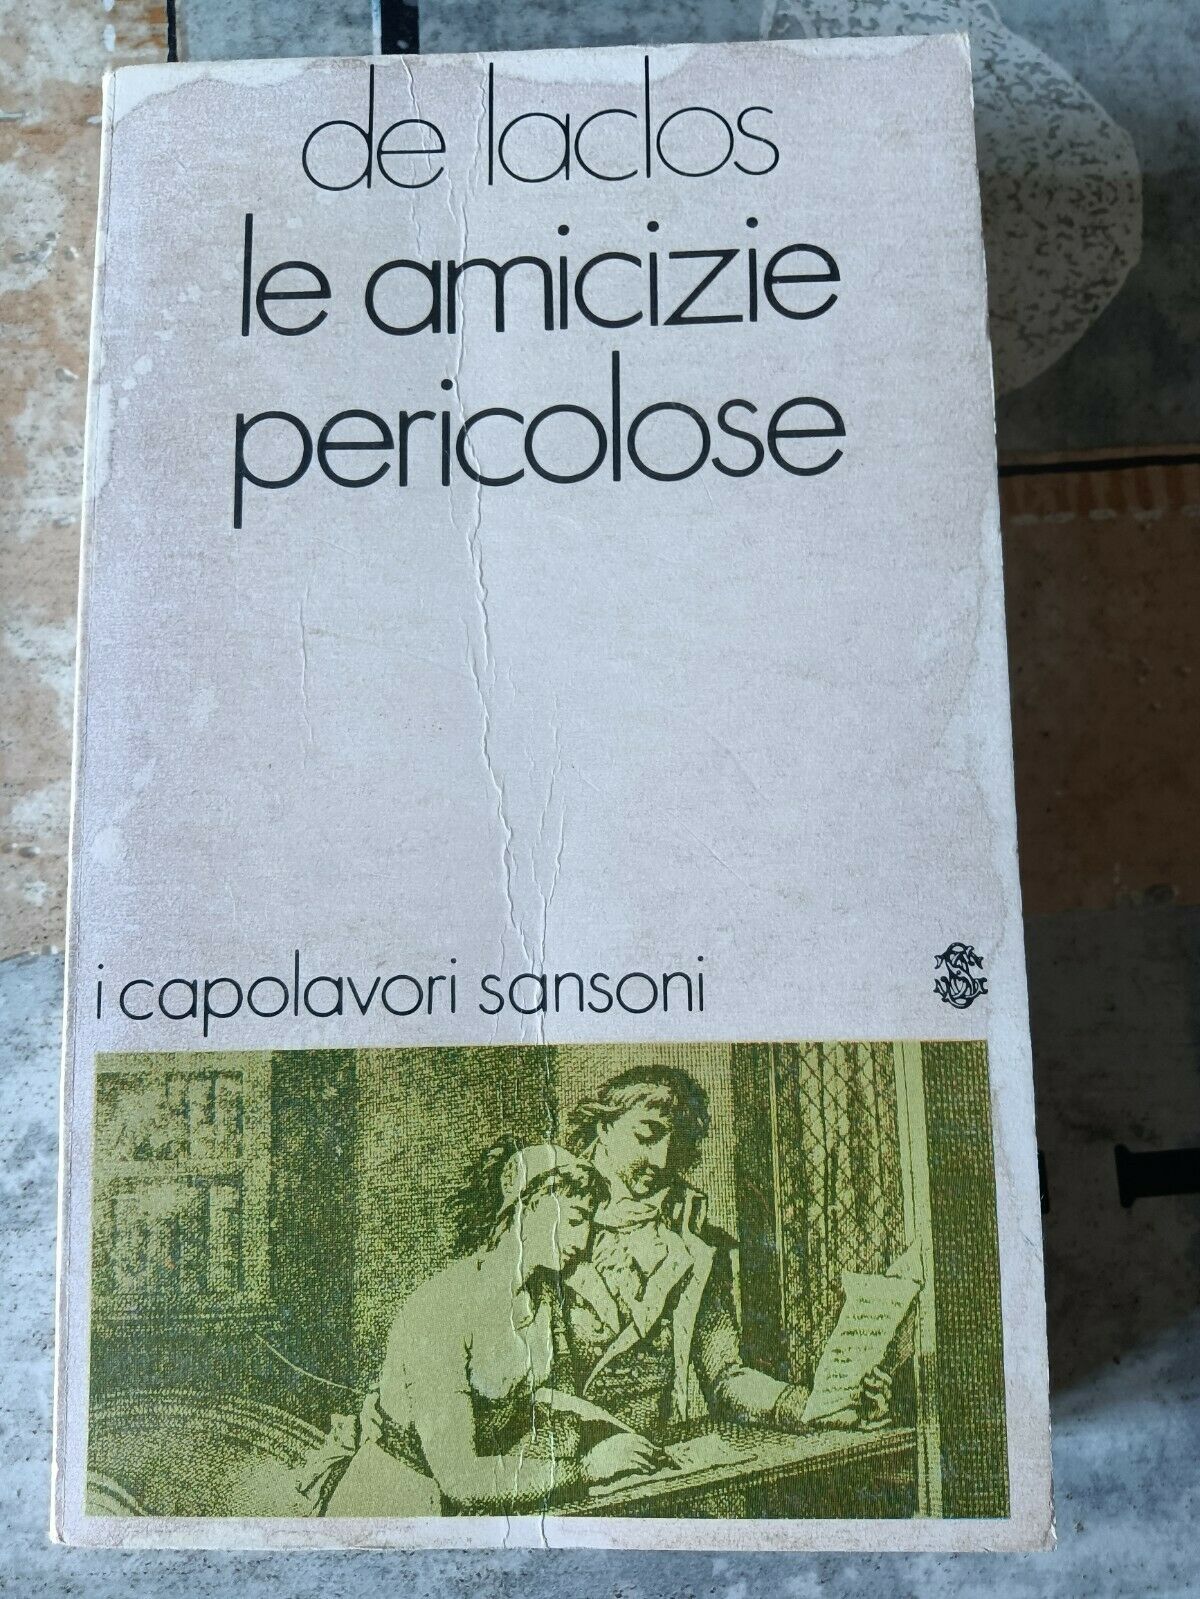 de laclos
le amicizie
pericolose
i capolavori sansoni